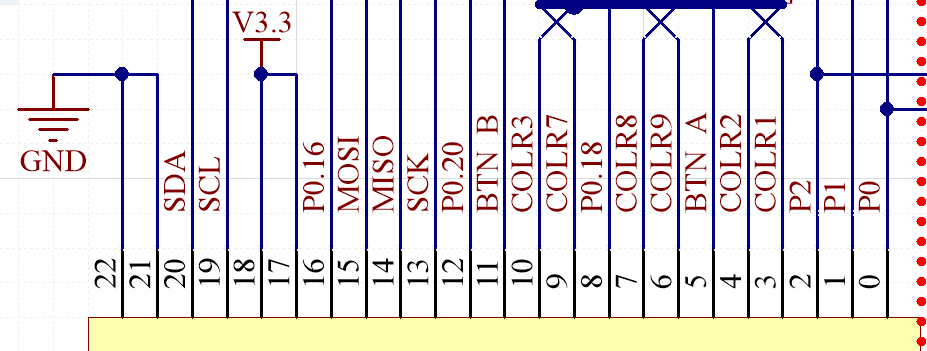 V3.3
GND
SDA
SCL
P0.16
MOSI
MISO
SCK
P0.20
BTN B
COLR3
COLR7
P0.18
COLR8
COLR9
BTN A
COLR2
COLR1
P2
P1
P0
22
21
20
19
18
17
16
15
14
13
12
11
10
9
8
7
6
5
4
3
2
1
0